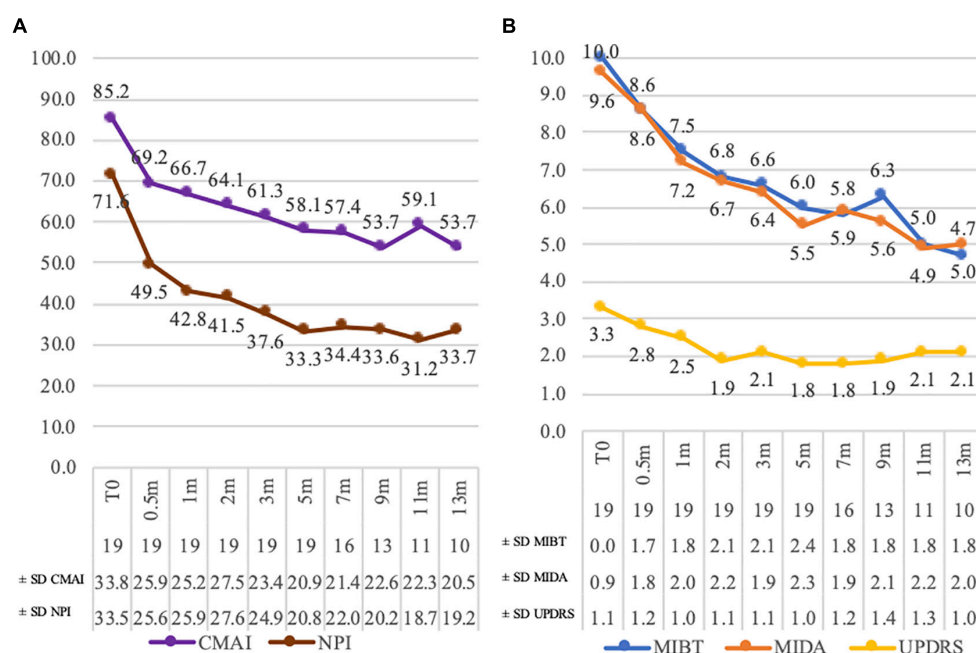 A
100.0
90.0
80.0
70.0
60.0
50.0
40.0
30.0
20.0
10.0
0.0
85.2 69.2 66.7 64.1 61.3 58.1 57.4 53.7 59.1 53.7
71.6 49.5 42.8 41.5 37.6 33.3 34.4 33.6 31.2 33.7
T0 0.5m 1m 2m 3m 5m 7m 9m 11m 13m
19 19 19 19 19 19 16 13 11 10
± SD CMAI 33.8 25.9 25.2 27.5 23.4 20.9 21.4 22.6 22.3 20.5
± SD NPI 33.5 25.6 25.9 27.6 24.9 20.8 22.0 20.2 18.7 19.2
CMAI NPI
B
10.0
9.0
8.0
7.0
6.0
5.0
4.0
3.0
2.0
1.0
0.0
10.0 8.6 7.5 6.8 6.6 6.0 5.8 6.3 5.0 4.7
9.6 8.6 7.2 6.7 6.4 5.5 5.9 5.6 4.9 5.0
3.3 2.8 2.5 1.9 2.1 1.8 1.8 1.9 2.1 2.1
T0 0.5m 1m 2m 3m 5m 7m 9m 11m 13m
19 19 19 19 19 19 16 13 11 10
± SD MIBT 0.0 1.7 1.8 2.1 2.1 2.4 1.8 1.8 1.8 1.8
± SD MIDA 0.9 1.8 2.0 2.2 1.9 2.3 1.9 2.1 2.2 2.0
± SD UPDRS 1.1 1.2 1.0 1.1 1.1 1.0 1.2 1.4 1.3 1.0
MIBT MIDA UPDRS